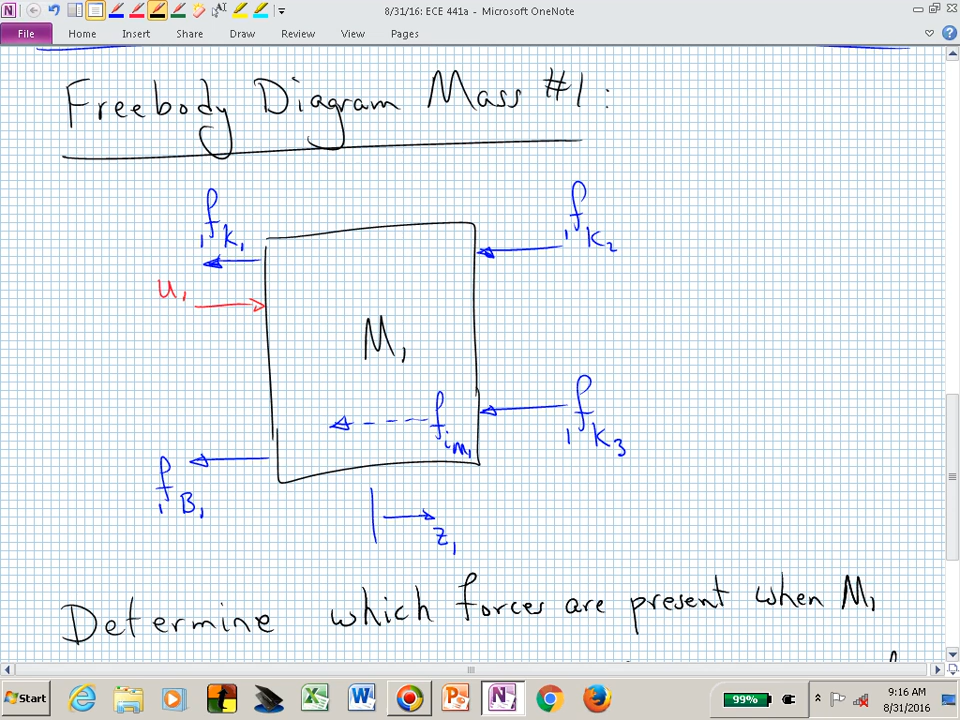 8/31/16: ECE 441a - Microsoft OneNote
File Home Insert Share Draw Review View Pages
Freebody Diagram Mass #1:
₁fK₁
₁fK₂
u₁
M₁
fim₁
₁fK₃
₁fB₁
z₁
Determine which forces are present when M₁
Start
99%
9:16 AM
8/31/2016